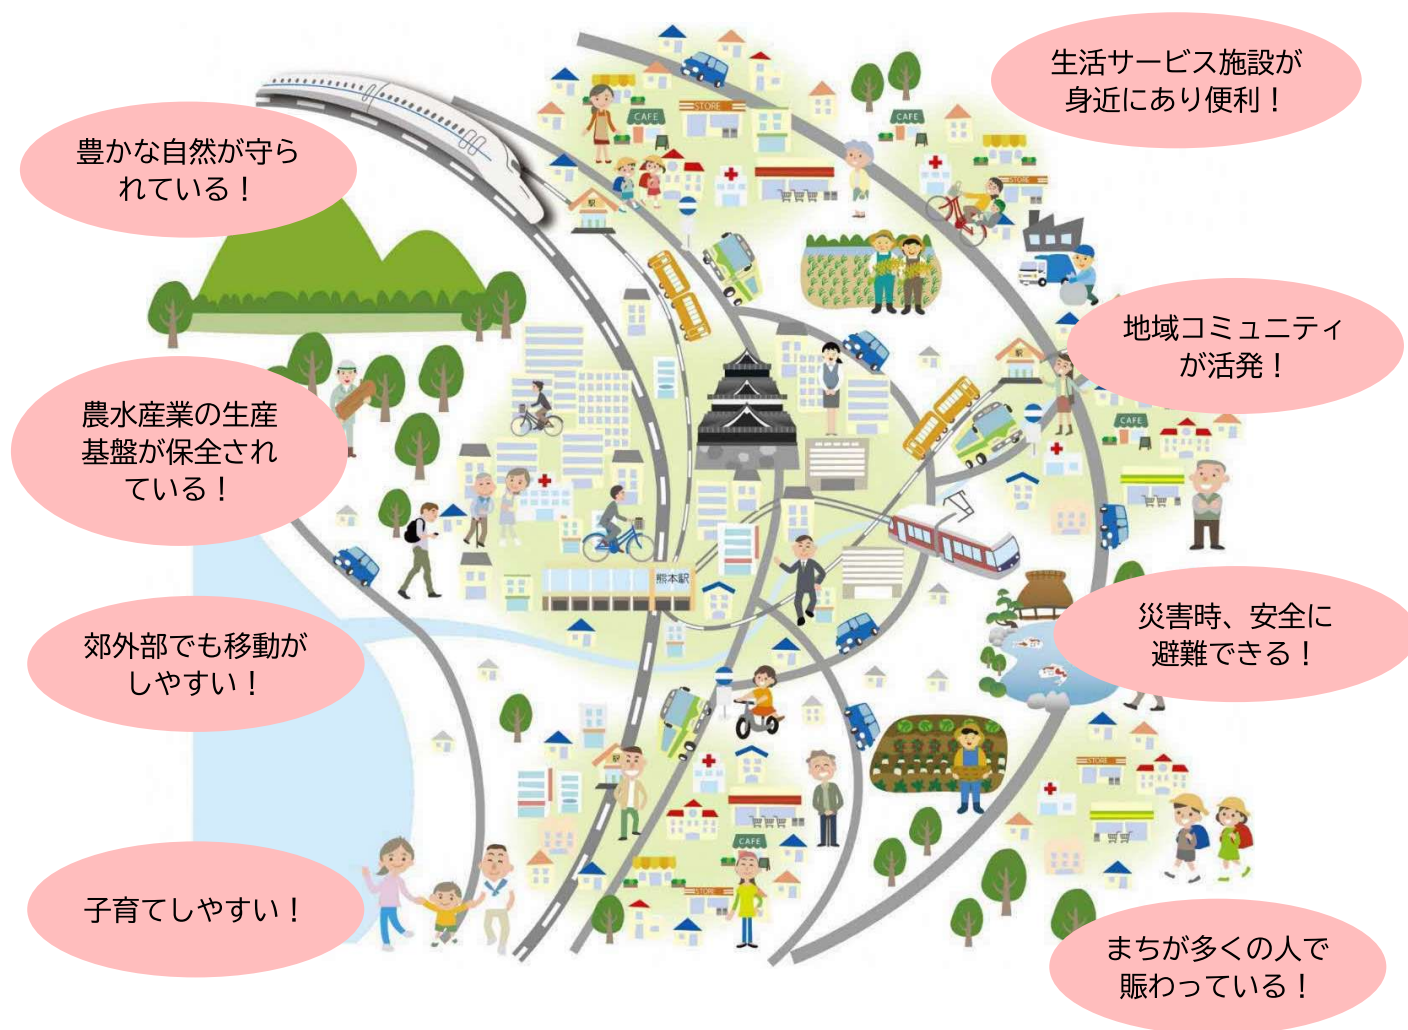 生活サービス施設が
身近にあり便利！
豊かな自然が守ら
れている！
地域コミュニティ
が活発！
農水産業の生産
基盤が保全され
ている！
災害時、安全に
避難できる！
郊外部でも移動が
しやすい！
子育てしやすい！
まちが多くの人で
賑わっている！
STORE
CAFE
CAFE
STORE
駅
駅
CAFE
熊本駅
駅
STORE
CAFE
STORE